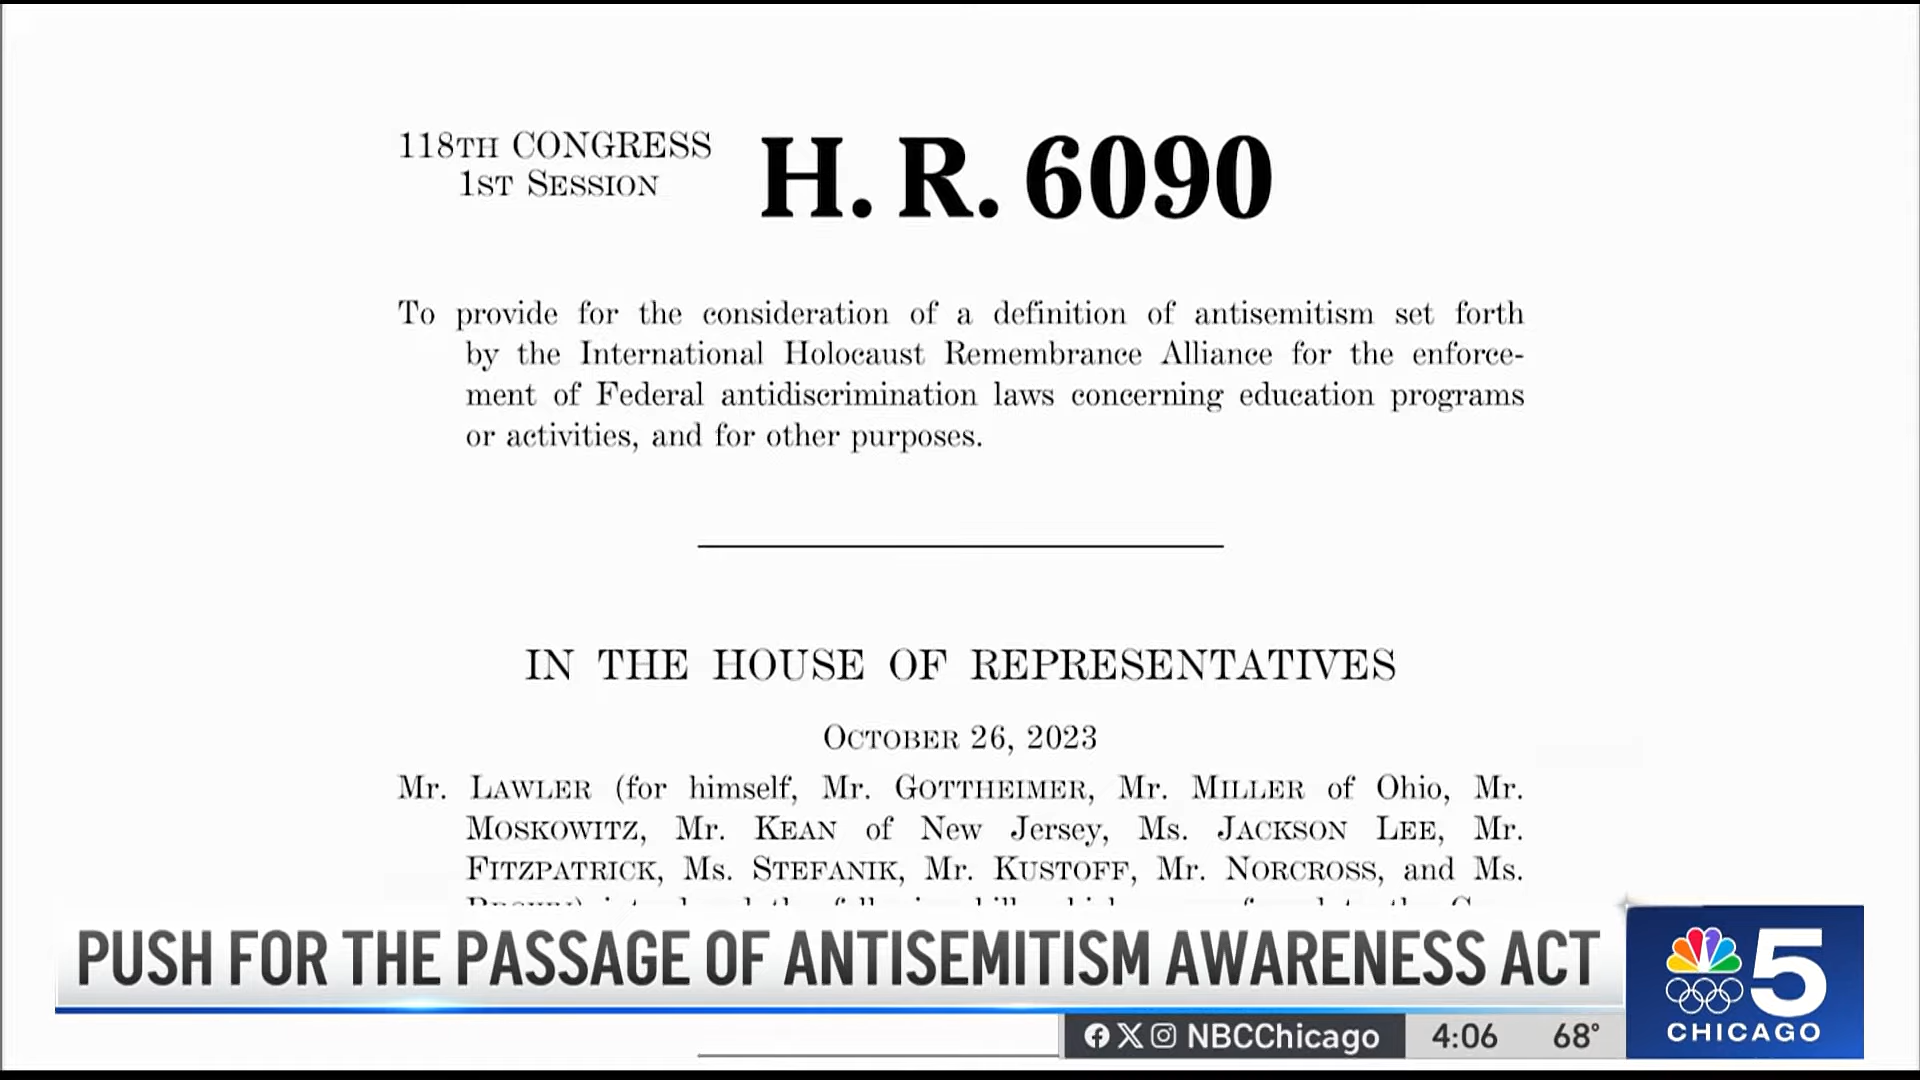 118TH CONGRESS
1ST SESSION
H. R. 6090
To provide for the consideration of a definition of antisemitism set forth
by the International Holocaust Remembrance Alliance for the enforce-
ment of Federal antidiscrimination laws concerning education programs
or activities, and for other purposes.
IN THE HOUSE OF REPRESENTATIVES
OCTOBER 26, 2023
Mr. LAWLER (for himself, Mr. GOTTHEIMER, Mr. MILLER of Ohio, Mr.
MOSKOWITZ, Mr. KEAN of New Jersey, Ms. JACKSON LEE, Mr.
FITZPATRICK, Ms. STEFANIK, Mr. KUSTOFF, Mr. NORCROSS, and Ms.
PUSH FOR THE PASSAGE OF ANTISEMITISM AWARENESS ACT
5
CHICAGO
NBCChicago
4:06 68°